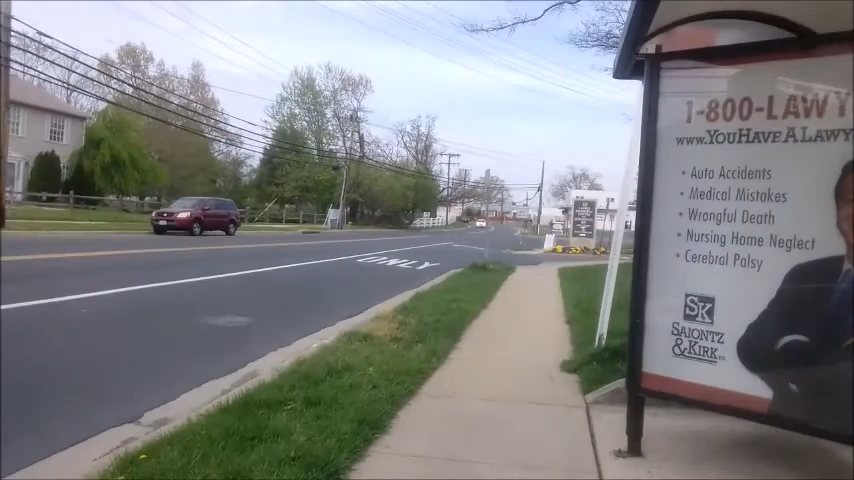 1-800-LAWY
www.YouHaveALawy
• Auto Accidents
• Medical Mistakes
• Wrongful Death
• Nursing Home Neglect
• Cerebral Palsy
SK
SAIONTZ
&KIRK P.A.
ONLY